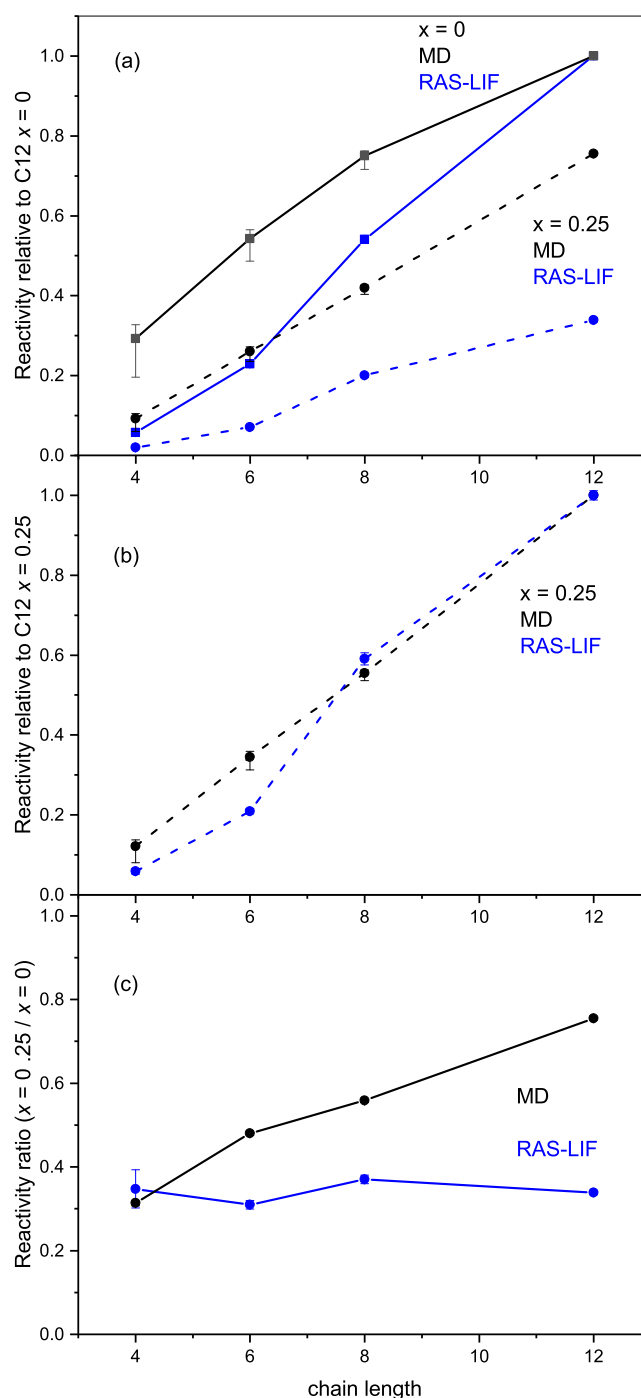 (a)
x = 0
MD
RAS-LIF
x = 0.25
MD
RAS-LIF
Reactivity relative to C12 x = 0
1.0
0.8
0.6
0.4
0.2
0.0
4 6 8 10 12
(b)
x = 0.25
MD
RAS-LIF
Reactivity relative to C12 x = 0.25
1.0
0.8
0.6
0.4
0.2
0.0
4 6 8 10 12
(c)
MD
RAS-LIF
Reactivity ratio (x = 0 .25 / x = 0)
1.0
0.8
0.6
0.4
0.2
0.0
4 6 8 10 12
chain length